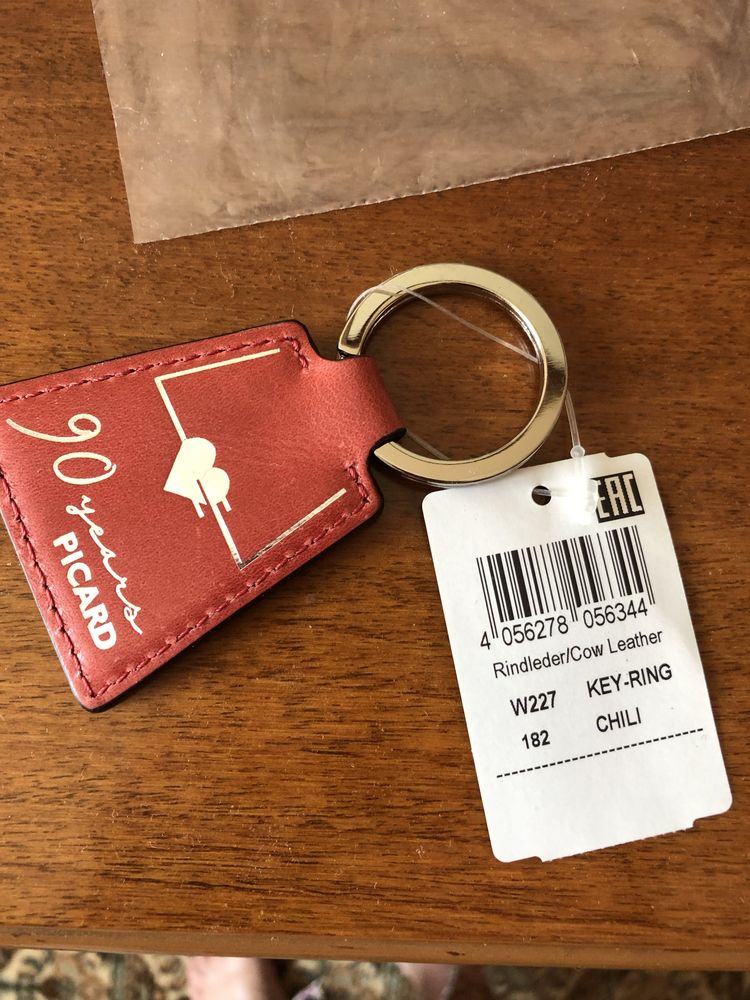 90 years
PICARD
EAC
4 056278 056344
Rindleder/Cow Leather
W227 KEY-RING
182 CHILI